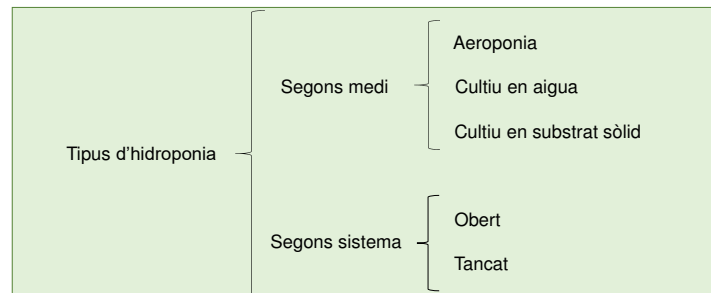 Tipus d'hidroponia
Segons medi
Aeroponia
Cultiu en aigua
Cultiu en substrat sòlid
Segons sistema
Obert
Tancat